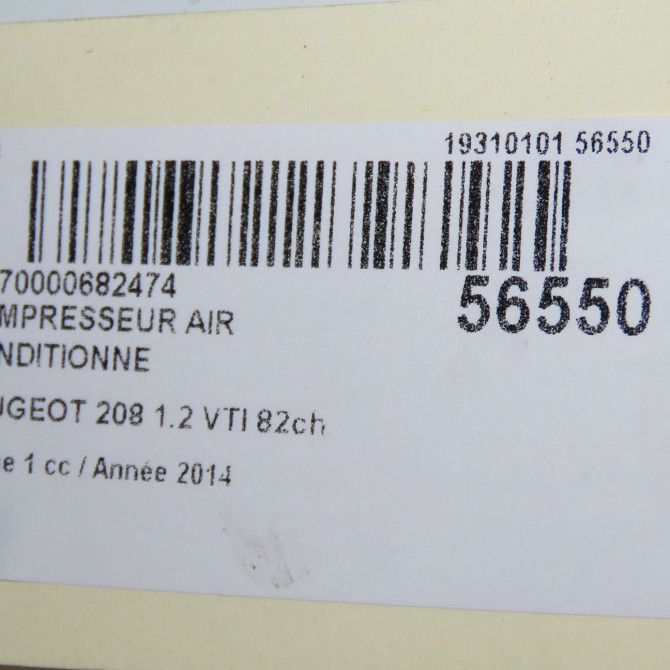 19310101 56550
70000682474
56550
MPRESSEUR AIR
NDITIONNE
UGEOT 208 1.2 VTI 82ch
e 1 cc / Année 2014